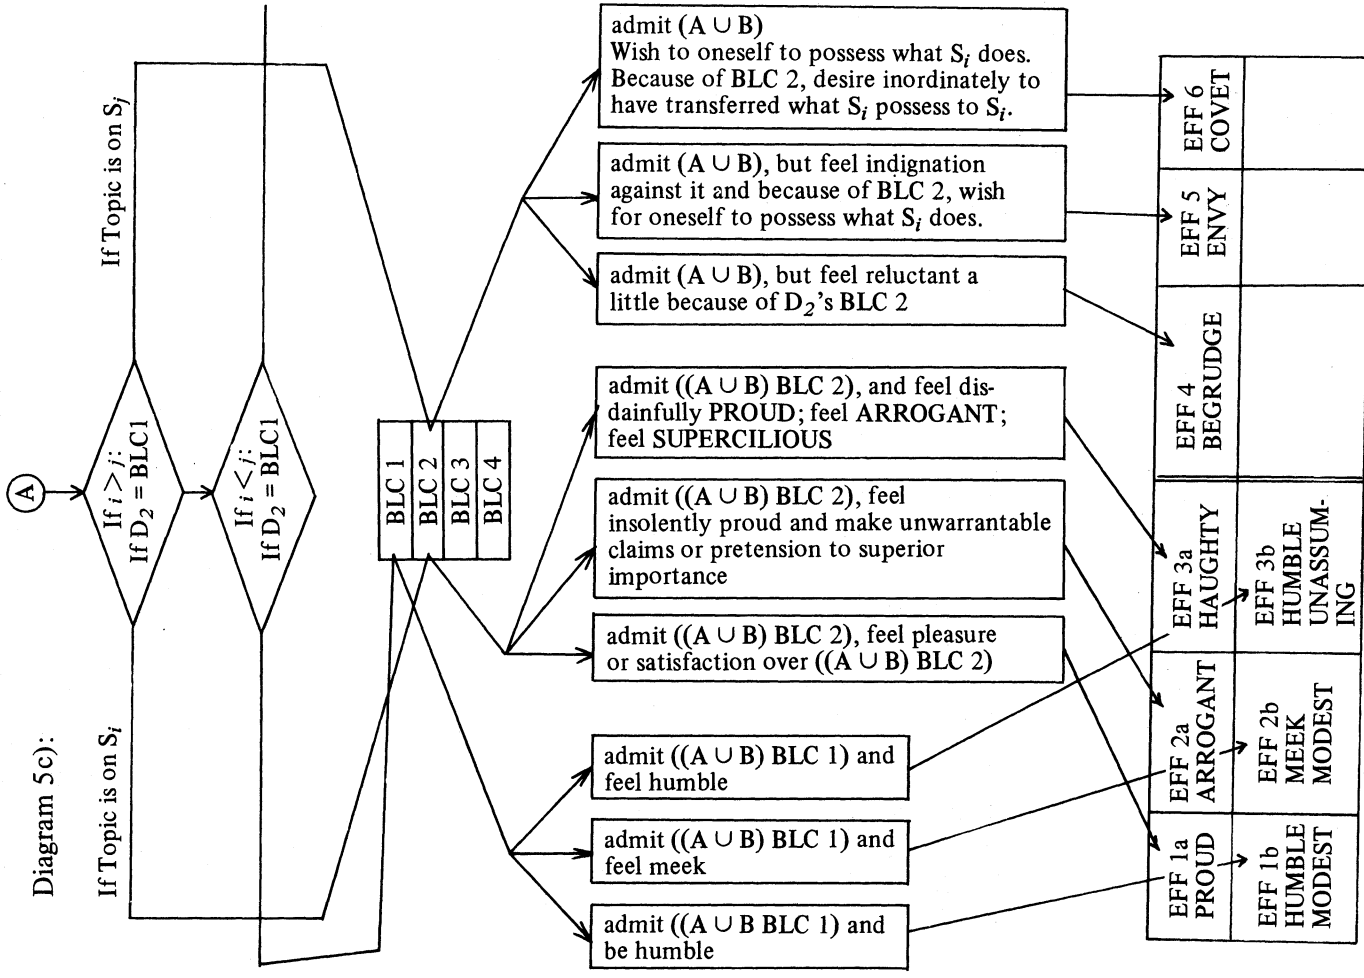 Diagram 5c):
A
If i > j:
If D2 = BLC1
If i < j:
If D2 = BLC1
If Topic is on Si
If Topic is on Sj
BLC 1
BLC 2
BLC 3
BLC 4
admit (A ∪ B)
Wish to oneself to possess what Si does.
Because of BLC 2, desire inordinately to
have transferred what Si possess to Si.
admit (A ∪ B), but feel indignation
against it and because of BLC 2, wish
for oneself to possess what Si does.
admit (A ∪ B), but feel reluctant a
little because of D2's BLC 2
admit ((A ∪ B) BLC 2), and feel dis-
dainfully PROUD; feel ARROGANT;
feel SUPERCILIOUS
admit ((A ∪ B) BLC 2), feel
insolently proud and make unwarrantable
claims or pretension to superior
importance
admit ((A ∪ B) BLC 2), feel pleasure
or satisfaction over ((A ∪ B) BLC 2)
admit ((A ∪ B) BLC 1) and
feel humble
admit ((A ∪ B) BLC 1) and
feel meek
admit ((A ∪ B BLC 1) and
be humble
EFF 1a
PROUD
EFF 2a
ARROGANT
EFF 3a
HAUGHTY
EFF 4
BEGRUDGE
EFF 5
ENVY
EFF 6
COVET
EFF 1b
HUMBLE
MODEST
EFF 2b
MEEK
MODEST
EFF 3b
HUMBLE
UNASSUM-
ING